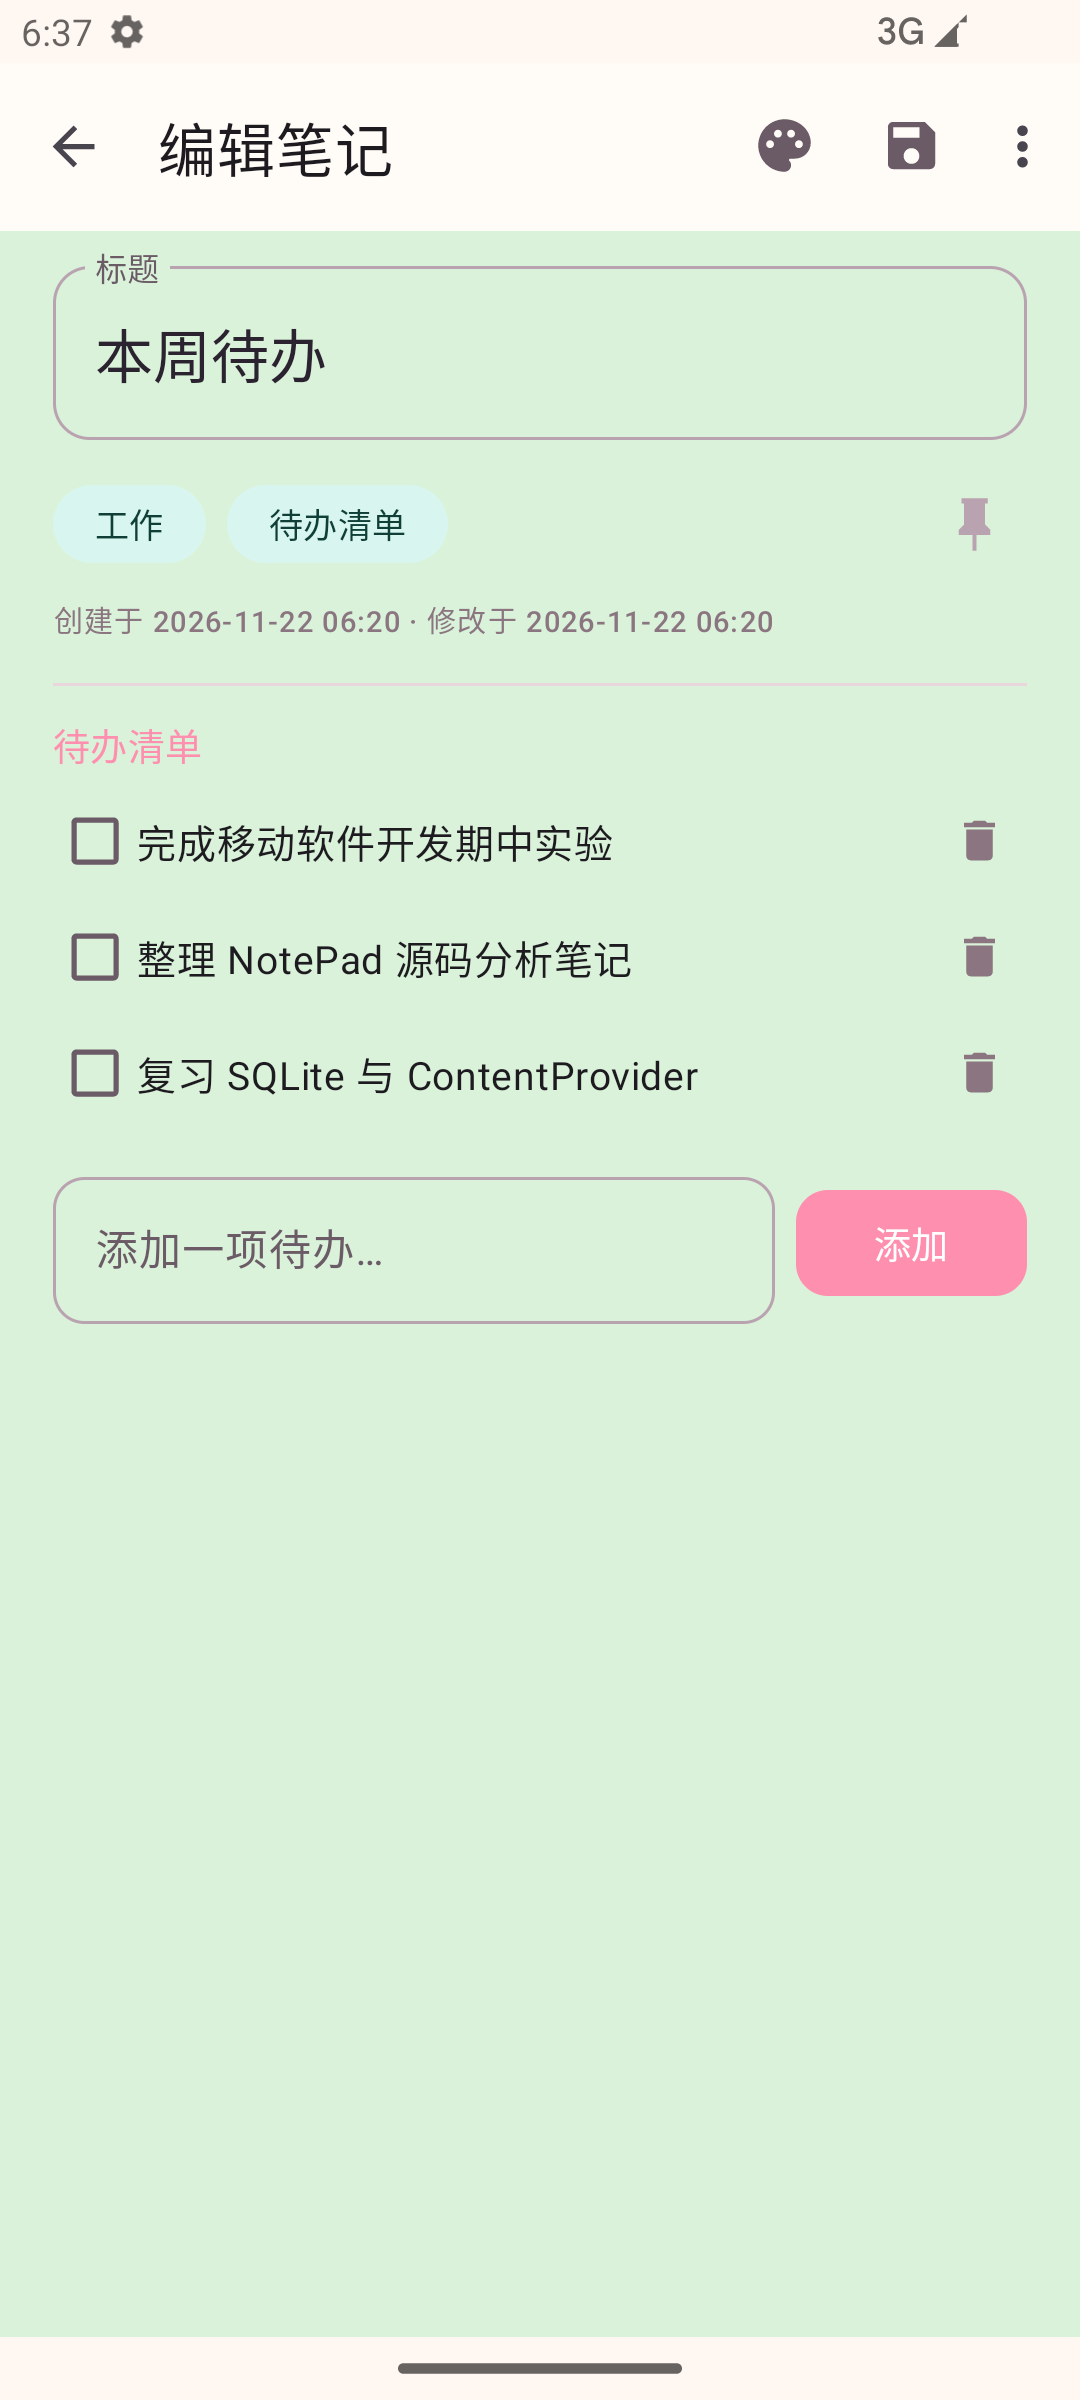 6:37 3G
编辑笔记
标题
本周待办
工作 待办清单
创建于 2026-11-22 06:20 · 修改于 2026-11-22 06:20
待办清单
完成移动软件开发期中实验
整理 NotePad 源码分析笔记
复习 SQLite 与 ContentProvider
添加一项待办… 添加